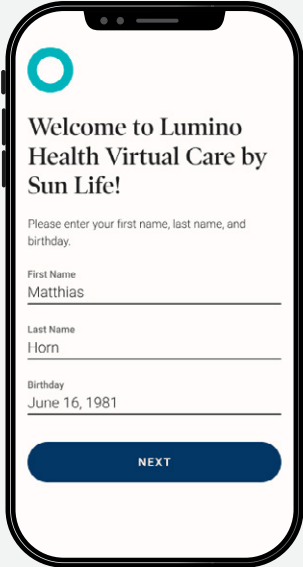 Welcome to Lumino
Health Virtual Care by
Sun Life!
Please enter your first name, last name, and
birthday.
First Name
Matthias
Last Name
Horn
Birthday
June 16, 1981
NEXT